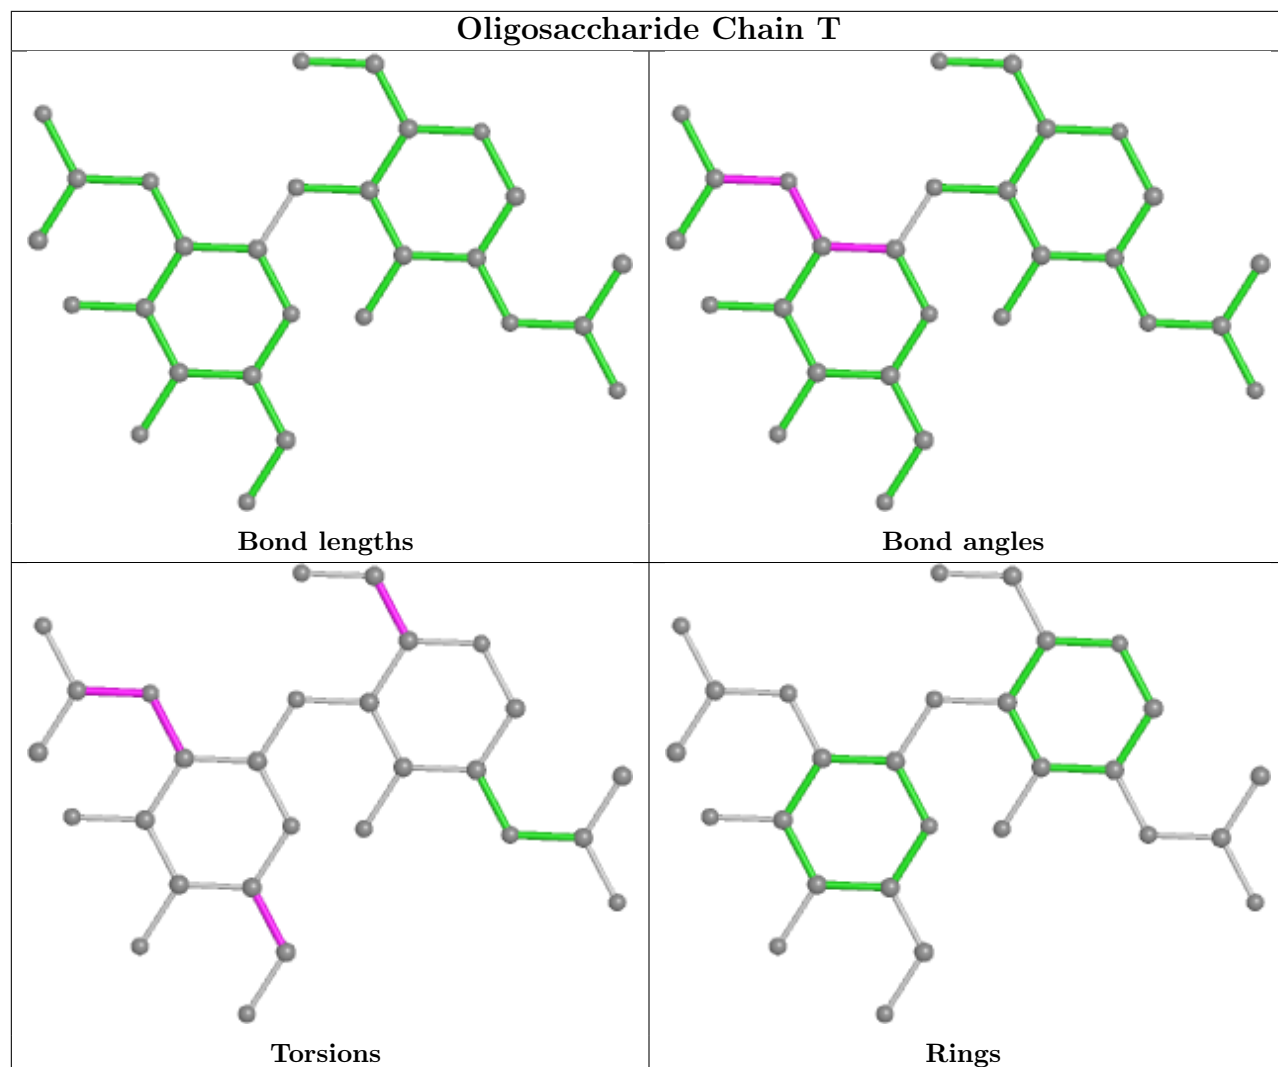 Oligosaccharide Chain T
Bond lengths
Bond angles
Torsions
Rings